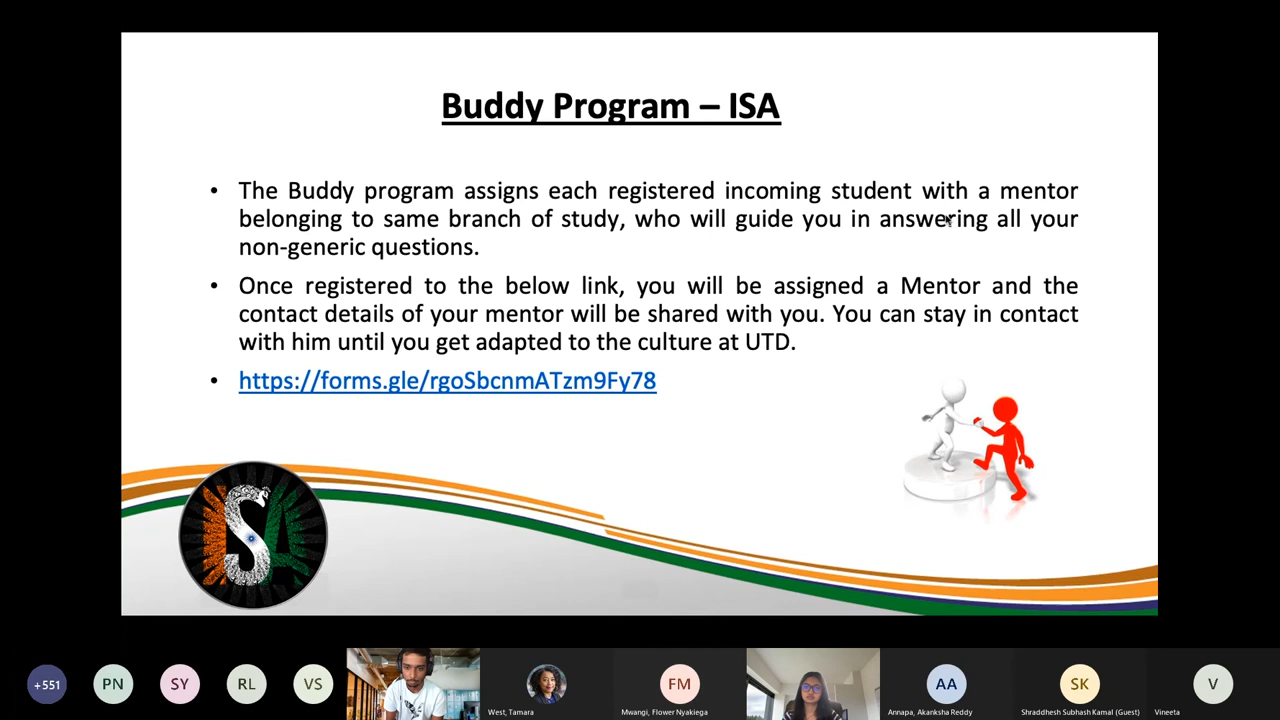 Buddy Program – ISA
• The Buddy program assigns each registered incoming student with a mentor
belonging to same branch of study, who will guide you in answering all your
non-generic questions.
• Once registered to the below link, you will be assigned a Mentor and the
contact details of your mentor will be shared with you. You can stay in contact
with him until you get adapted to the culture at UTD.
• https://forms.gle/rgoSbcnmATzm9Fy78
ISA
+551
PN
SY
RL
VS
West, Tamara
FM
Mwangi, Flower Nyakiega
AA
Annapa, Akanksha Reddy
SK
Shraddhesh Subhash Kamal (Guest)
V
Vineeta